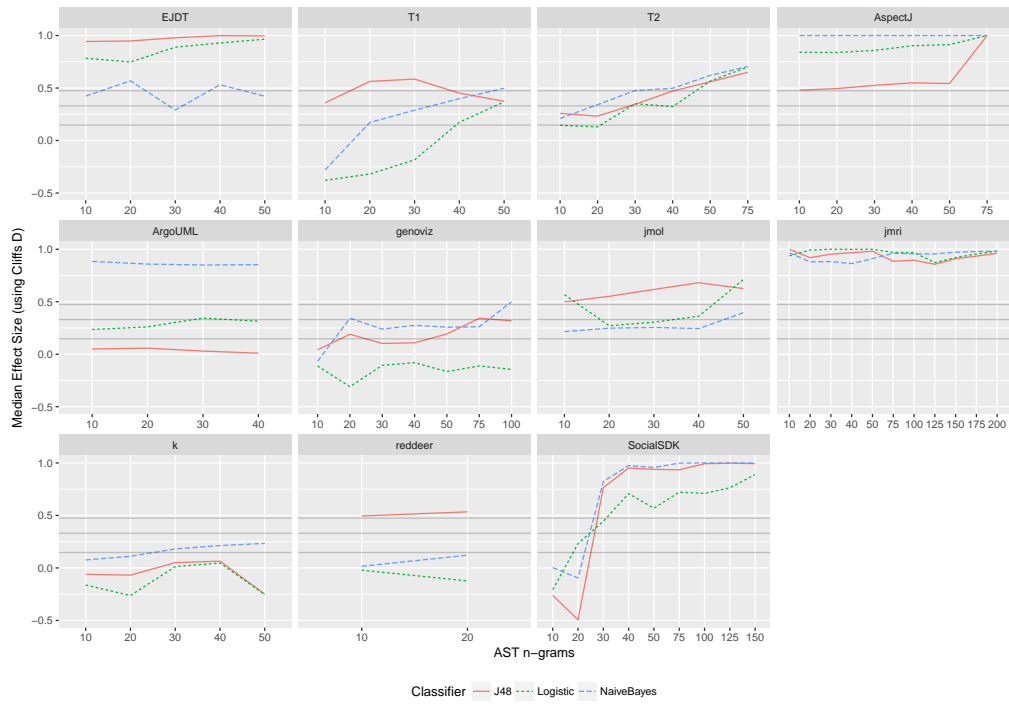 EJDT T1 T2 AspectJ
1.0
0.5
0.0
−0.5
10 20 30 40 50 10 20 30 40 50 10 20 30 40 50 75 10 20 30 40 50 75
ArgoUML genoviz jmol jmri
1.0
0.5
0.0
−0.5
10 20 30 40 10 20 30 40 50 75 100 10 20 30 40 50 10 20 30 40 50 75 100 125 150 175 200
k reddeer SocialSDK
1.0
0.5
0.0
−0.5
10 20 30 40 50 10 20 10 20 30 40 50 75 100 125 150
Median Effect Size (using Cliffs D)
AST n−grams
Classifier J48 Logistic NaiveBayes